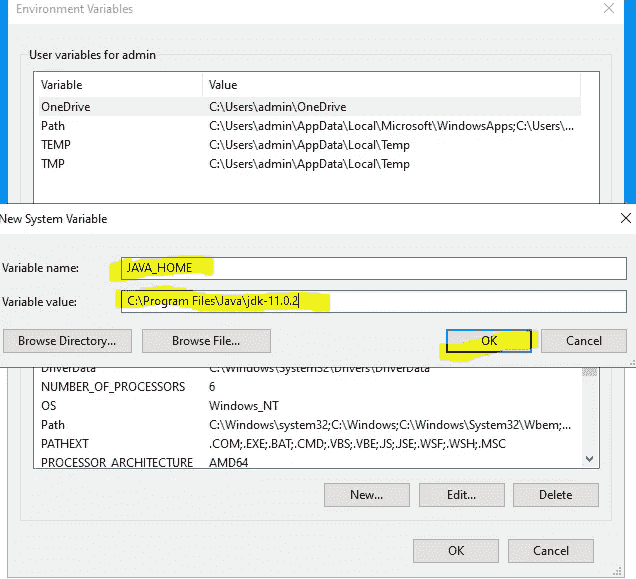 Environment Variables
User variables for admin
Variable Value
OneDrive C:\Users\admin\OneDrive
Path C:\Users\admin\AppData\Local\Microsoft\WindowsApps;C:\Users\...
TEMP C:\Users\admin\AppData\Local\Temp
TMP C:\Users\admin\AppData\Local\Temp
New System Variable
Variable name: JAVA_HOME
Variable value: C:\Program Files\Java\jdk-11.0.2
Browse Directory... Browse File... OK Cancel
DriverData C:\Windows\System32\Drivers\DriverData
NUMBER_OF_PROCESSORS 6
OS Windows_NT
Path C:\Windows\system32;C:\Windows;C:\Windows\System32\Wbem;...
PATHEXT .COM;.EXE;.BAT;.CMD;.VBS;.VBE;.JS;.JSE;.WSF;.WSH;.MSC
PROCESSOR_ARCHITECTURE AMD64
New... Edit... Delete
OK Cancel